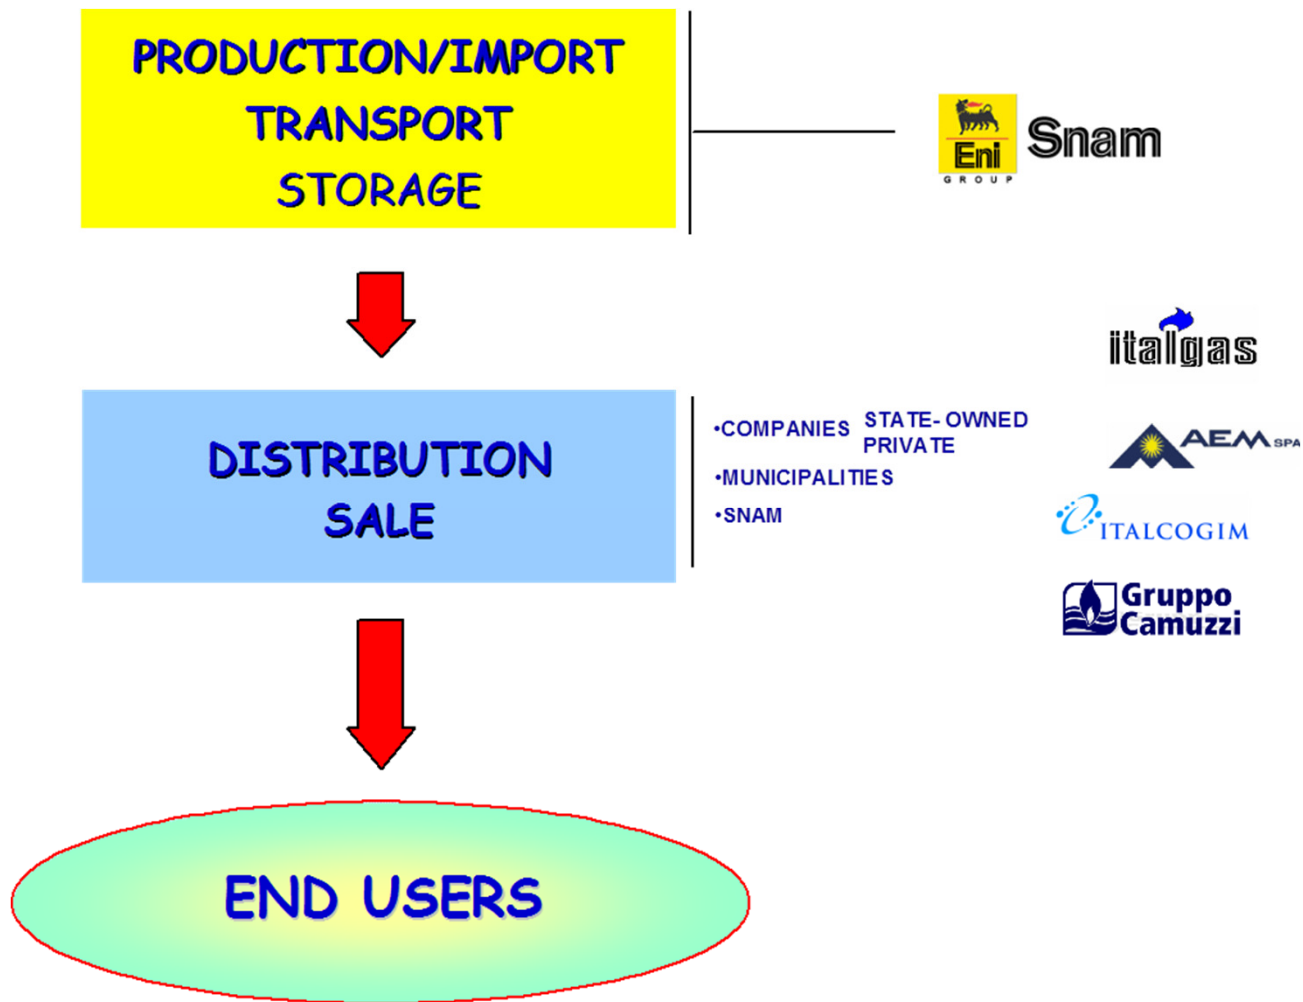 PRODUCTION/IMPORT
TRANSPORT
STORAGE
Eni
GROUP
Snam
italgas
DISTRIBUTION
SALE
•COMPANIES STATE- OWNED
PRIVATE
•MUNICIPALITIES
•SNAM
AEM SPA
ITALCOGIM
Gruppo
Camuzzi
END USERS